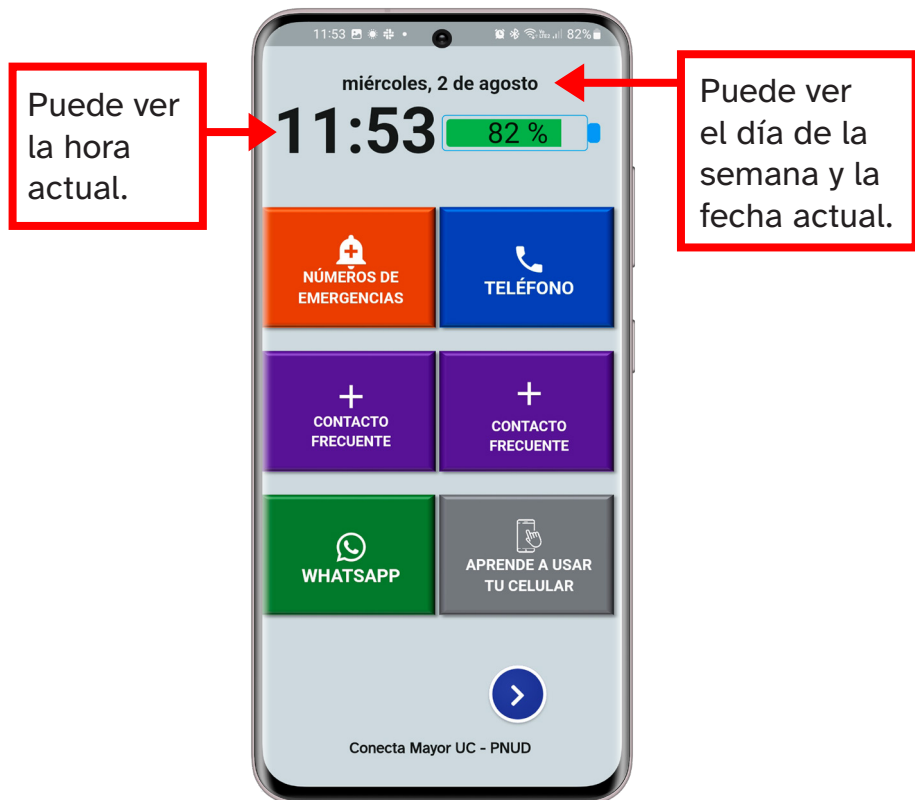 11:53
82%
Puede ver
la hora
actual.
miércoles, 2 de agosto
11:53
82 %
Puede ver
el día de la
semana y la
fecha actual.
NÚMEROS DE
EMERGENCIAS
TELÉFONO
CONTACTO
FRECUENTE
CONTACTO
FRECUENTE
WHATSAPP
APRENDE A USAR
TU CELULAR
Conecta Mayor UC - PNUD